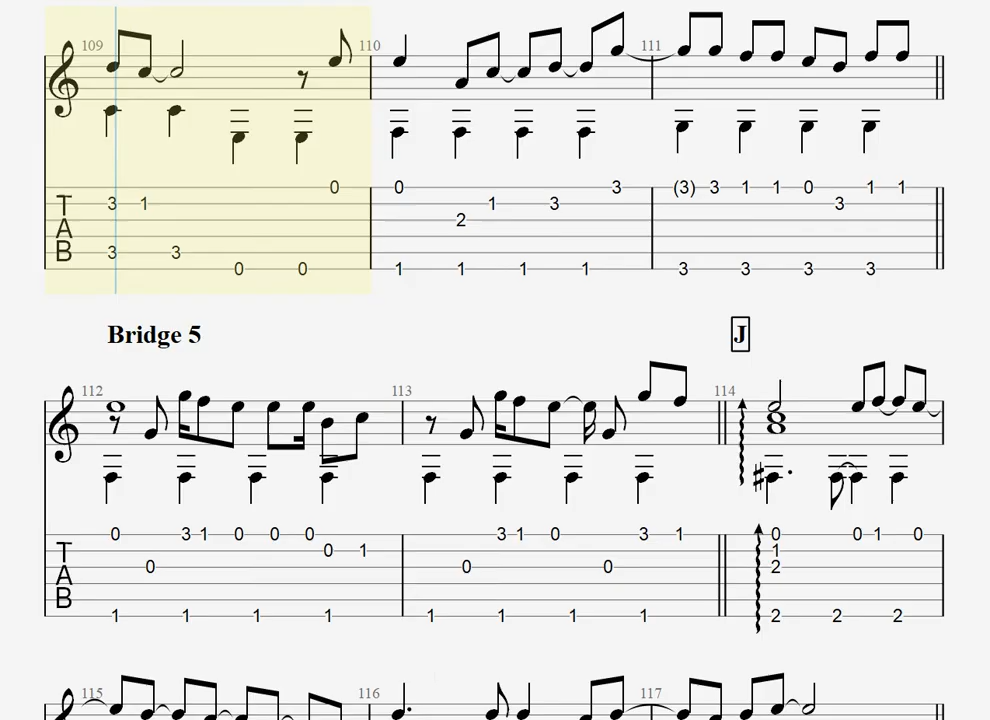 109 110 111
0 0 3 (3) 3 1 1 0 1 1
T 3 1 1 3 3
A 2
B 3 3
0 0 1 1 1 1 3 3 3 3
Bridge 5 J
112 113 114
0 3 1 0 0 0 3 1 0 3 1 0 0 1 0
T 0 1 1
A 0 0 0 2
B
1 1 1 1 1 1 1 1 2 2 2
115 116 117